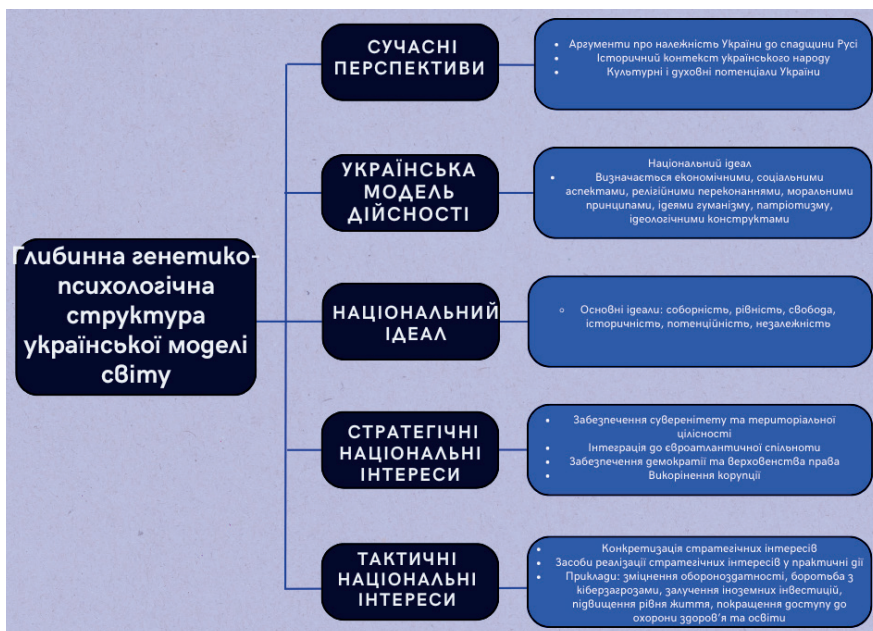 Глибинна генетико-
психологічна
структура
української моделі
світу
СУЧАСНІ
ПЕРСПЕКТИВИ
Аргументи про належність України до спадщини Русі
Історичний контекст українського народу
Культурні і духовні потенціали України
УКРАЇНСЬКА
МОДЕЛЬ
ДІЙСНОСТІ
Національний ідеал
Визначається економічними, соціальними
аспектами, релігійними переконаннями, моральними
принципами, ідеями гуманізму, патріотизму,
ідеологічними конструктами
НАЦІОНАЛЬНИЙ
ІДЕАЛ
Основні ідеали: соборність, рівність, свобода,
історичність, потенційність, незалежність
СТРАТЕГІЧНІ
НАЦІОНАЛЬНІ
ІНТЕРЕСИ
Забезпечення суверенітету та територіальної
цілісності
Інтеграція до євроатлантичної спільноти
Забезпечення демократії та верховенства права
Викорінення корупції
ТАКТИЧНІ
НАЦІОНАЛЬНІ
ІНТЕРЕСИ
Конкретизація стратегічних інтересів
Засоби реалізації стратегічних інтересів у практичні дії
Приклади: зміцнення обороноздатності, боротьба з
кіберзагрозами, залучення іноземних інвестицій,
підвищення рівня життя, покращення доступу до
охорони здоров'я та освіти